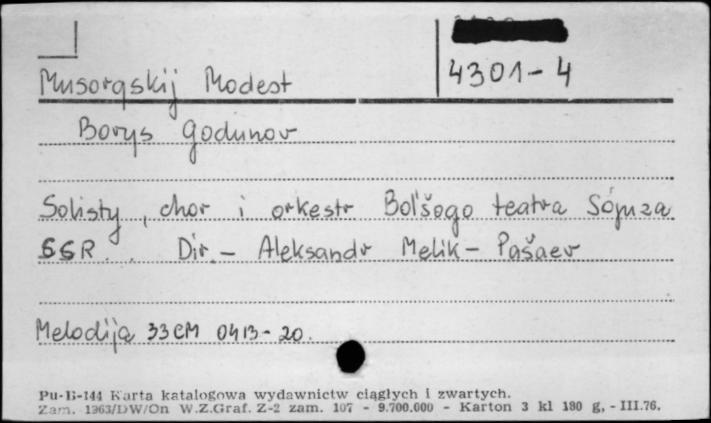 4301-4
Musorgskij Modest
Borys Godunov
Solisty, chor i orkestr Bol'šogo teatra Sójuza
SSR. Dir.- Aleksandr Melik-Pašaev
Melodija 33CM 0413-20.
Pu-B-144 Karta katalogowa wydawnictw ciągłych i zwartych.
Zam. 1363/DW/On W.Z.Graf. Z-2 zam. 107 - 9.700.000 - Karton 3 kl 180 g, - III.76.